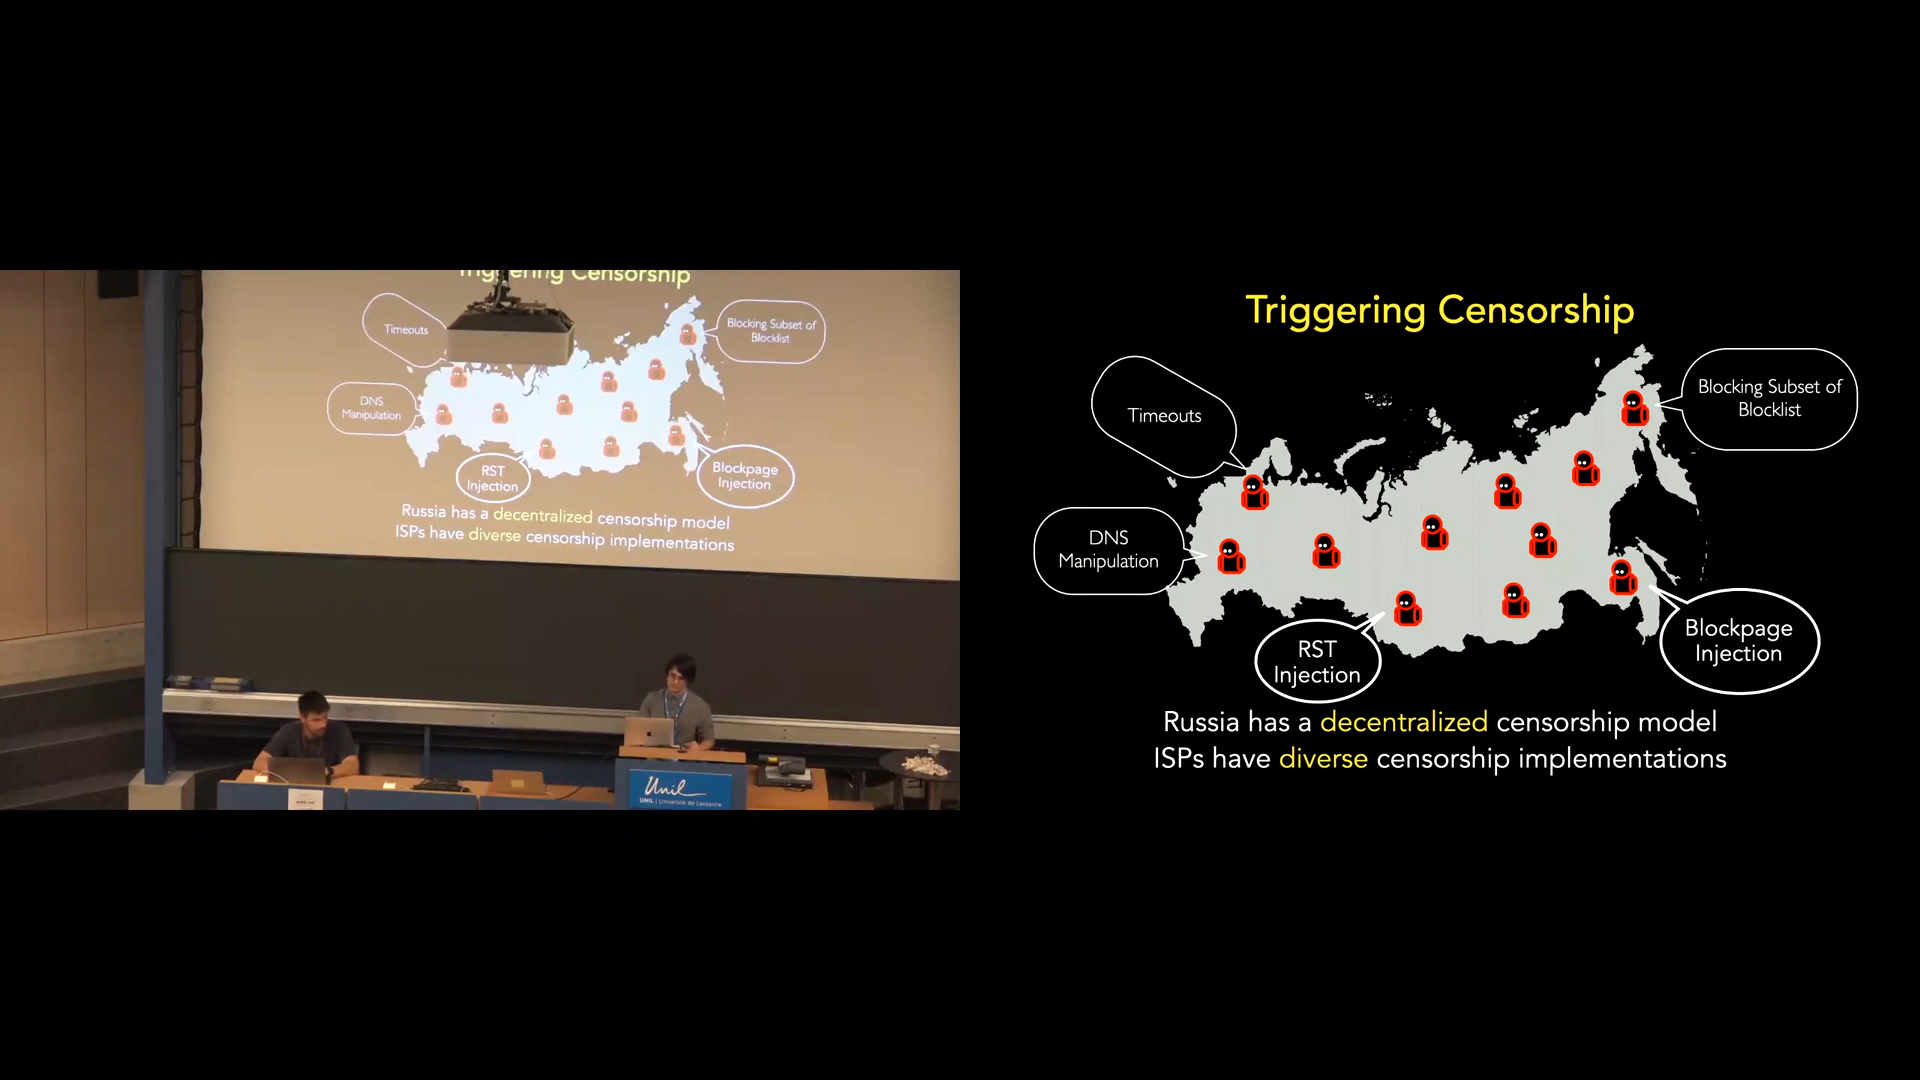 Triggering Censorship
Timeouts
Blocking Subset of
Blocklist
DNS
Manipulation
RST
Injection
Blockpage
Injection
Russia has a decentralized censorship model
ISPs have diverse censorship implementations
Unil
UNIL | Université de Lausanne
Triggering Censorship
Timeouts
Blocking Subset of
Blocklist
DNS
Manipulation
RST
Injection
Blockpage
Injection
Russia has a decentralized censorship model
ISPs have diverse censorship implementations